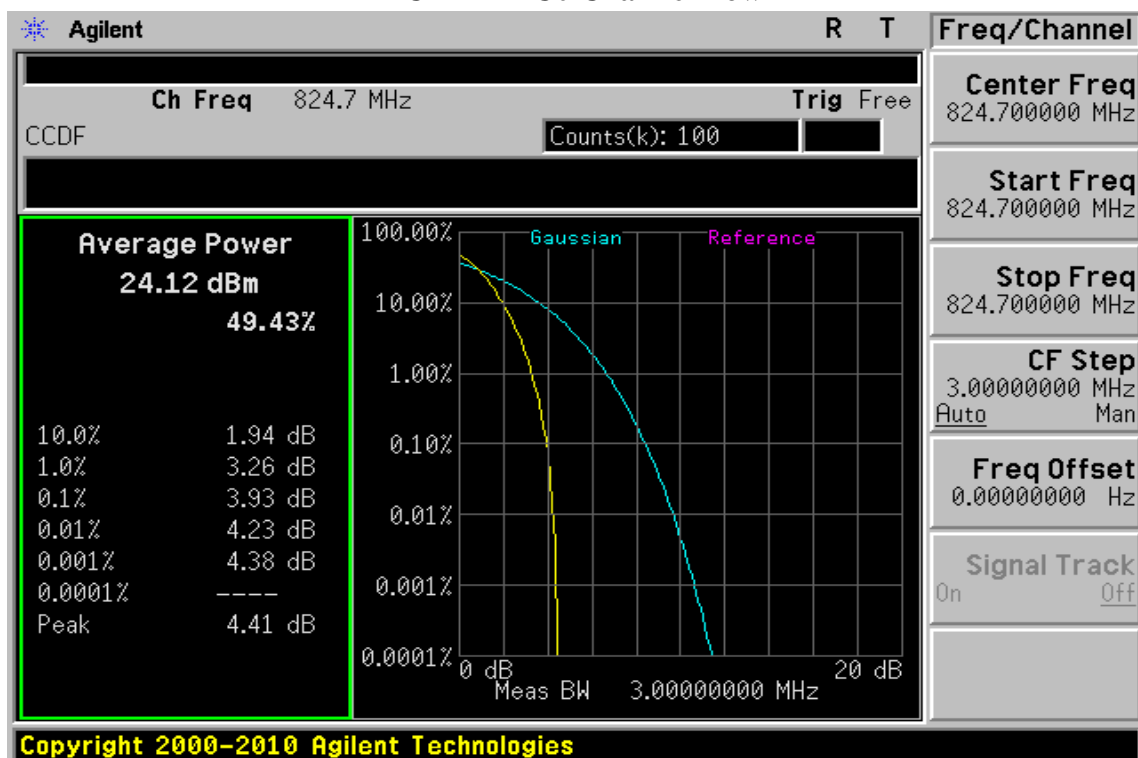 Agilent R T
Freq/Channel
Ch Freq 824.7 MHz Trig Free
CCDF Counts(k): 100
Center Freq
824.700000 MHz
Start Freq
824.700000 MHz
Stop Freq
824.700000 MHz
CF Step
3.00000000 MHz
Auto Man
Freq Offset
0.00000000 Hz
Signal Track
On Off
Average Power
24.12 dBm
49.43%
10.0% 1.94 dB
1.0% 3.26 dB
0.1% 3.93 dB
0.01% 4.23 dB
0.001% 4.38 dB
0.0001% ----
Peak 4.41 dB
Gaussian Reference
100.00%
10.00%
1.00%
0.10%
0.01%
0.001%
0.0001%
0 dB 20 dB
Meas BW 3.00000000 MHz
Copyright 2000-2010 Agilent Technologies